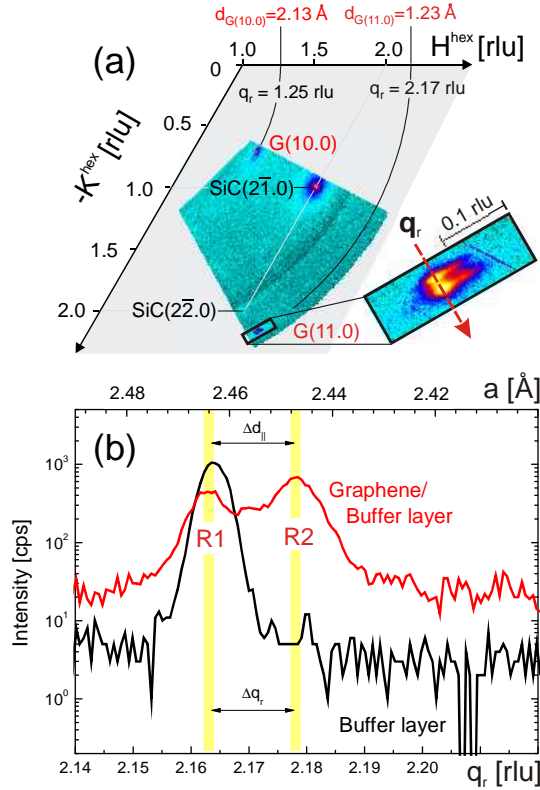 d_G(10.0)=2.13 Å
d_G(11.0)=1.23 Å
1.0
1.5
2.0
H^hex [rlu]
(a)
0
q_r = 1.25 rlu
q_r = 2.17 rlu
0.5
G(10.0)
-K^hex [rlu]
1.0
SiC(21̅.0)
0.1 rlu
q_r
1.5
2.0
SiC(22̅.0)
G(11.0)
2.48
2.46
2.44
2.42
a [Å]
(b)
Δd_||
10^3
Graphene/
Buffer layer
R1
R2
10^2
Intensity [cps]
10^1
10^0
Δq_r
Buffer layer
2.14
2.15
2.16
2.17
2.18
2.19
2.20
q_r [rlu]